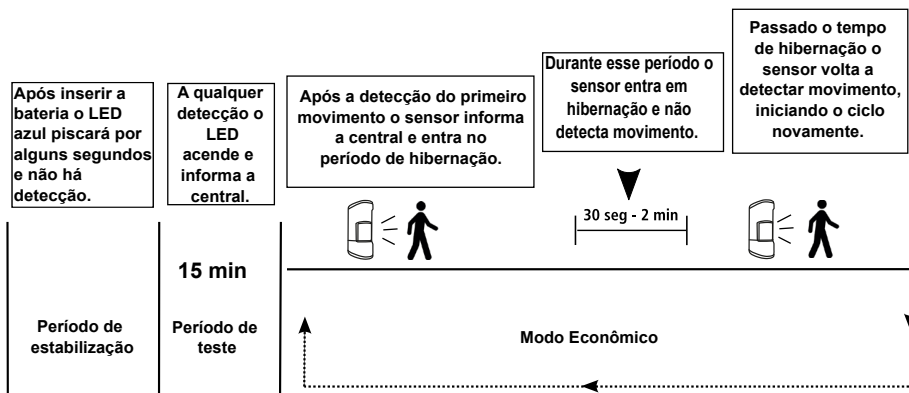 Após inserir a
bateria o LED
azul piscará por
alguns segundos
e não há
detecção.
A qualquer
detecção o
LED
acende e
informa a
central.
Após a detecção do primeiro
movimento o sensor informa
a central e entra no
período de hibernação.
Durante esse período o
sensor entra em
hibernação e não
detecta movimento.
Passado o tempo
de hibernação o
sensor volta a
detectar movimento,
iniciando o ciclo
novamente.
30 seg - 2 min
15 min
Período de
estabilização
Período de
teste
Modo Econômico